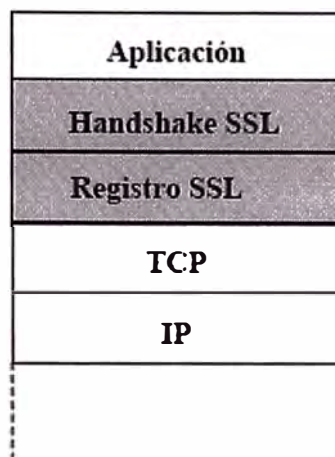 Aplicación
Handshake SSL
Registro SSL
TCP
IP